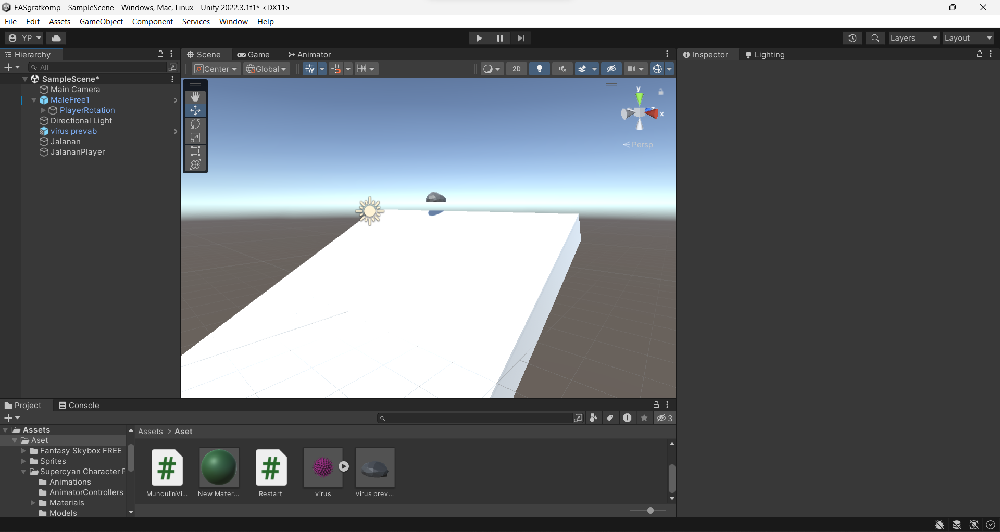 EASgrafkomp - SampleScene - Windows, Mac, Linux - Unity 2022.3.1f1* <DX11>
File Edit Assets GameObject Component Services Window Help
YP Layers Layout
Hierarchy
All
SampleScene*
Main Camera
MaleFree1
PlayerRotation
Directional Light
virus prevab
Jalanan
JalananPlayer
Scene Game Animator
Center Global 2D
y
z
x
Persp
Inspector Lighting
Project Console
3
Assets
Aset
Fantasy Skybox FREE
Sprites
Supercyan Character P
Animations
AnimatorControllers
Materials
Models
Assets > Aset
MunculinVi... New Mater... Restart virus virus prev...